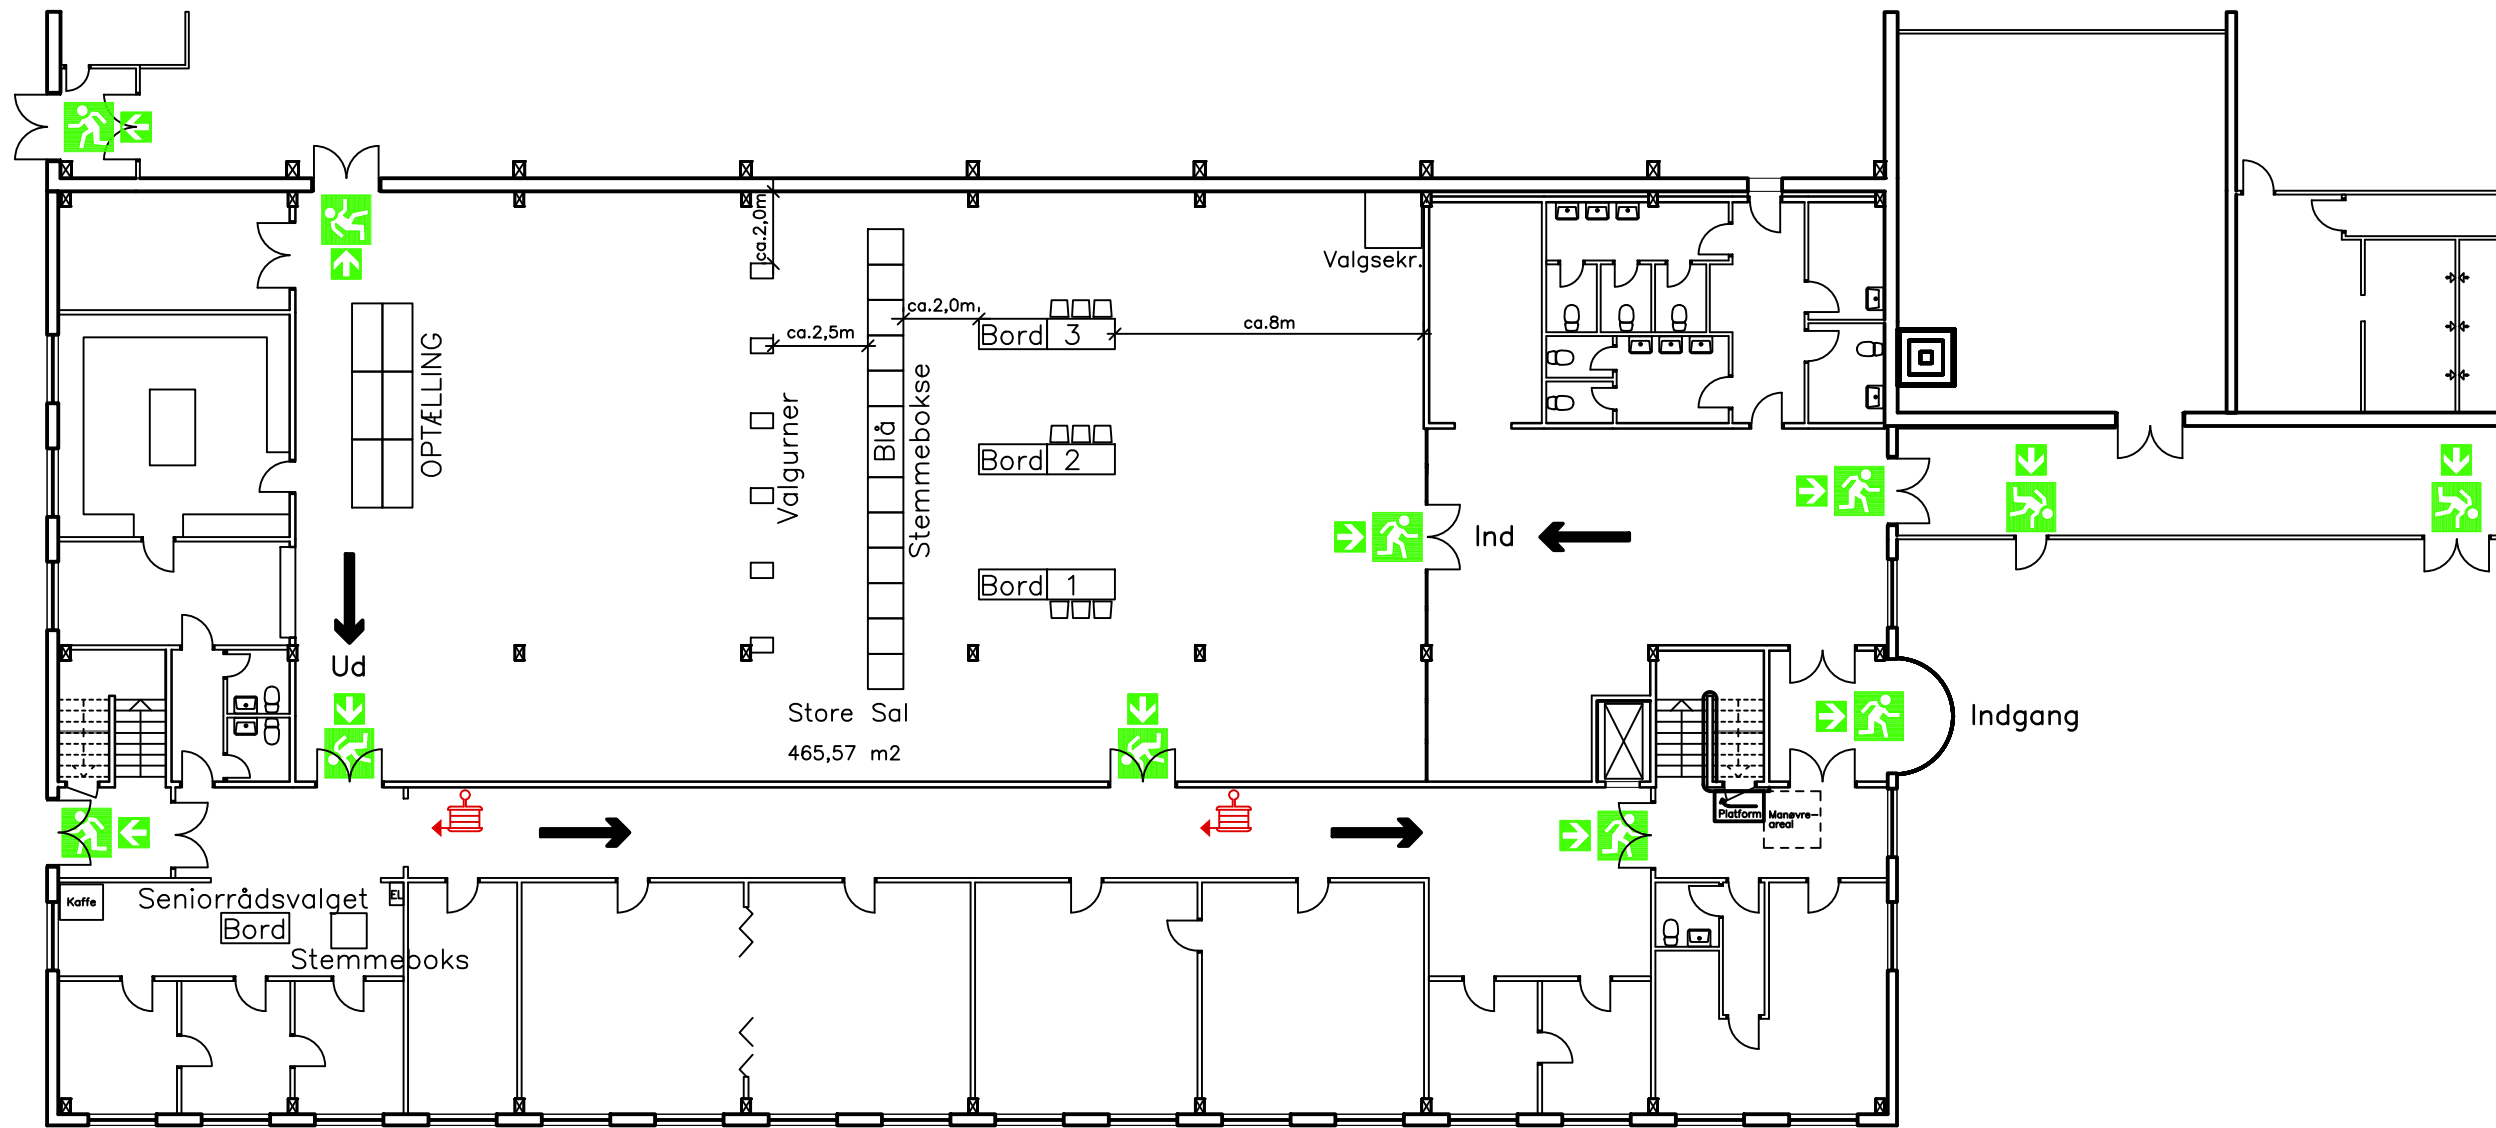 ca.2,0m
Valgsekr.
ca.2,0m
ca.2,5m
ca.8m
Bord 3
OPTÆLLING
Valgurner
Blå
Stemmebokse
Bord 2
Ind
Bord 1
Ud
Store Sal
465,57 m2
Indgang
Platform
Manøvre-
areal
Kaffe
Seniorrådsvalget
EL
Bord
Stemmeboks